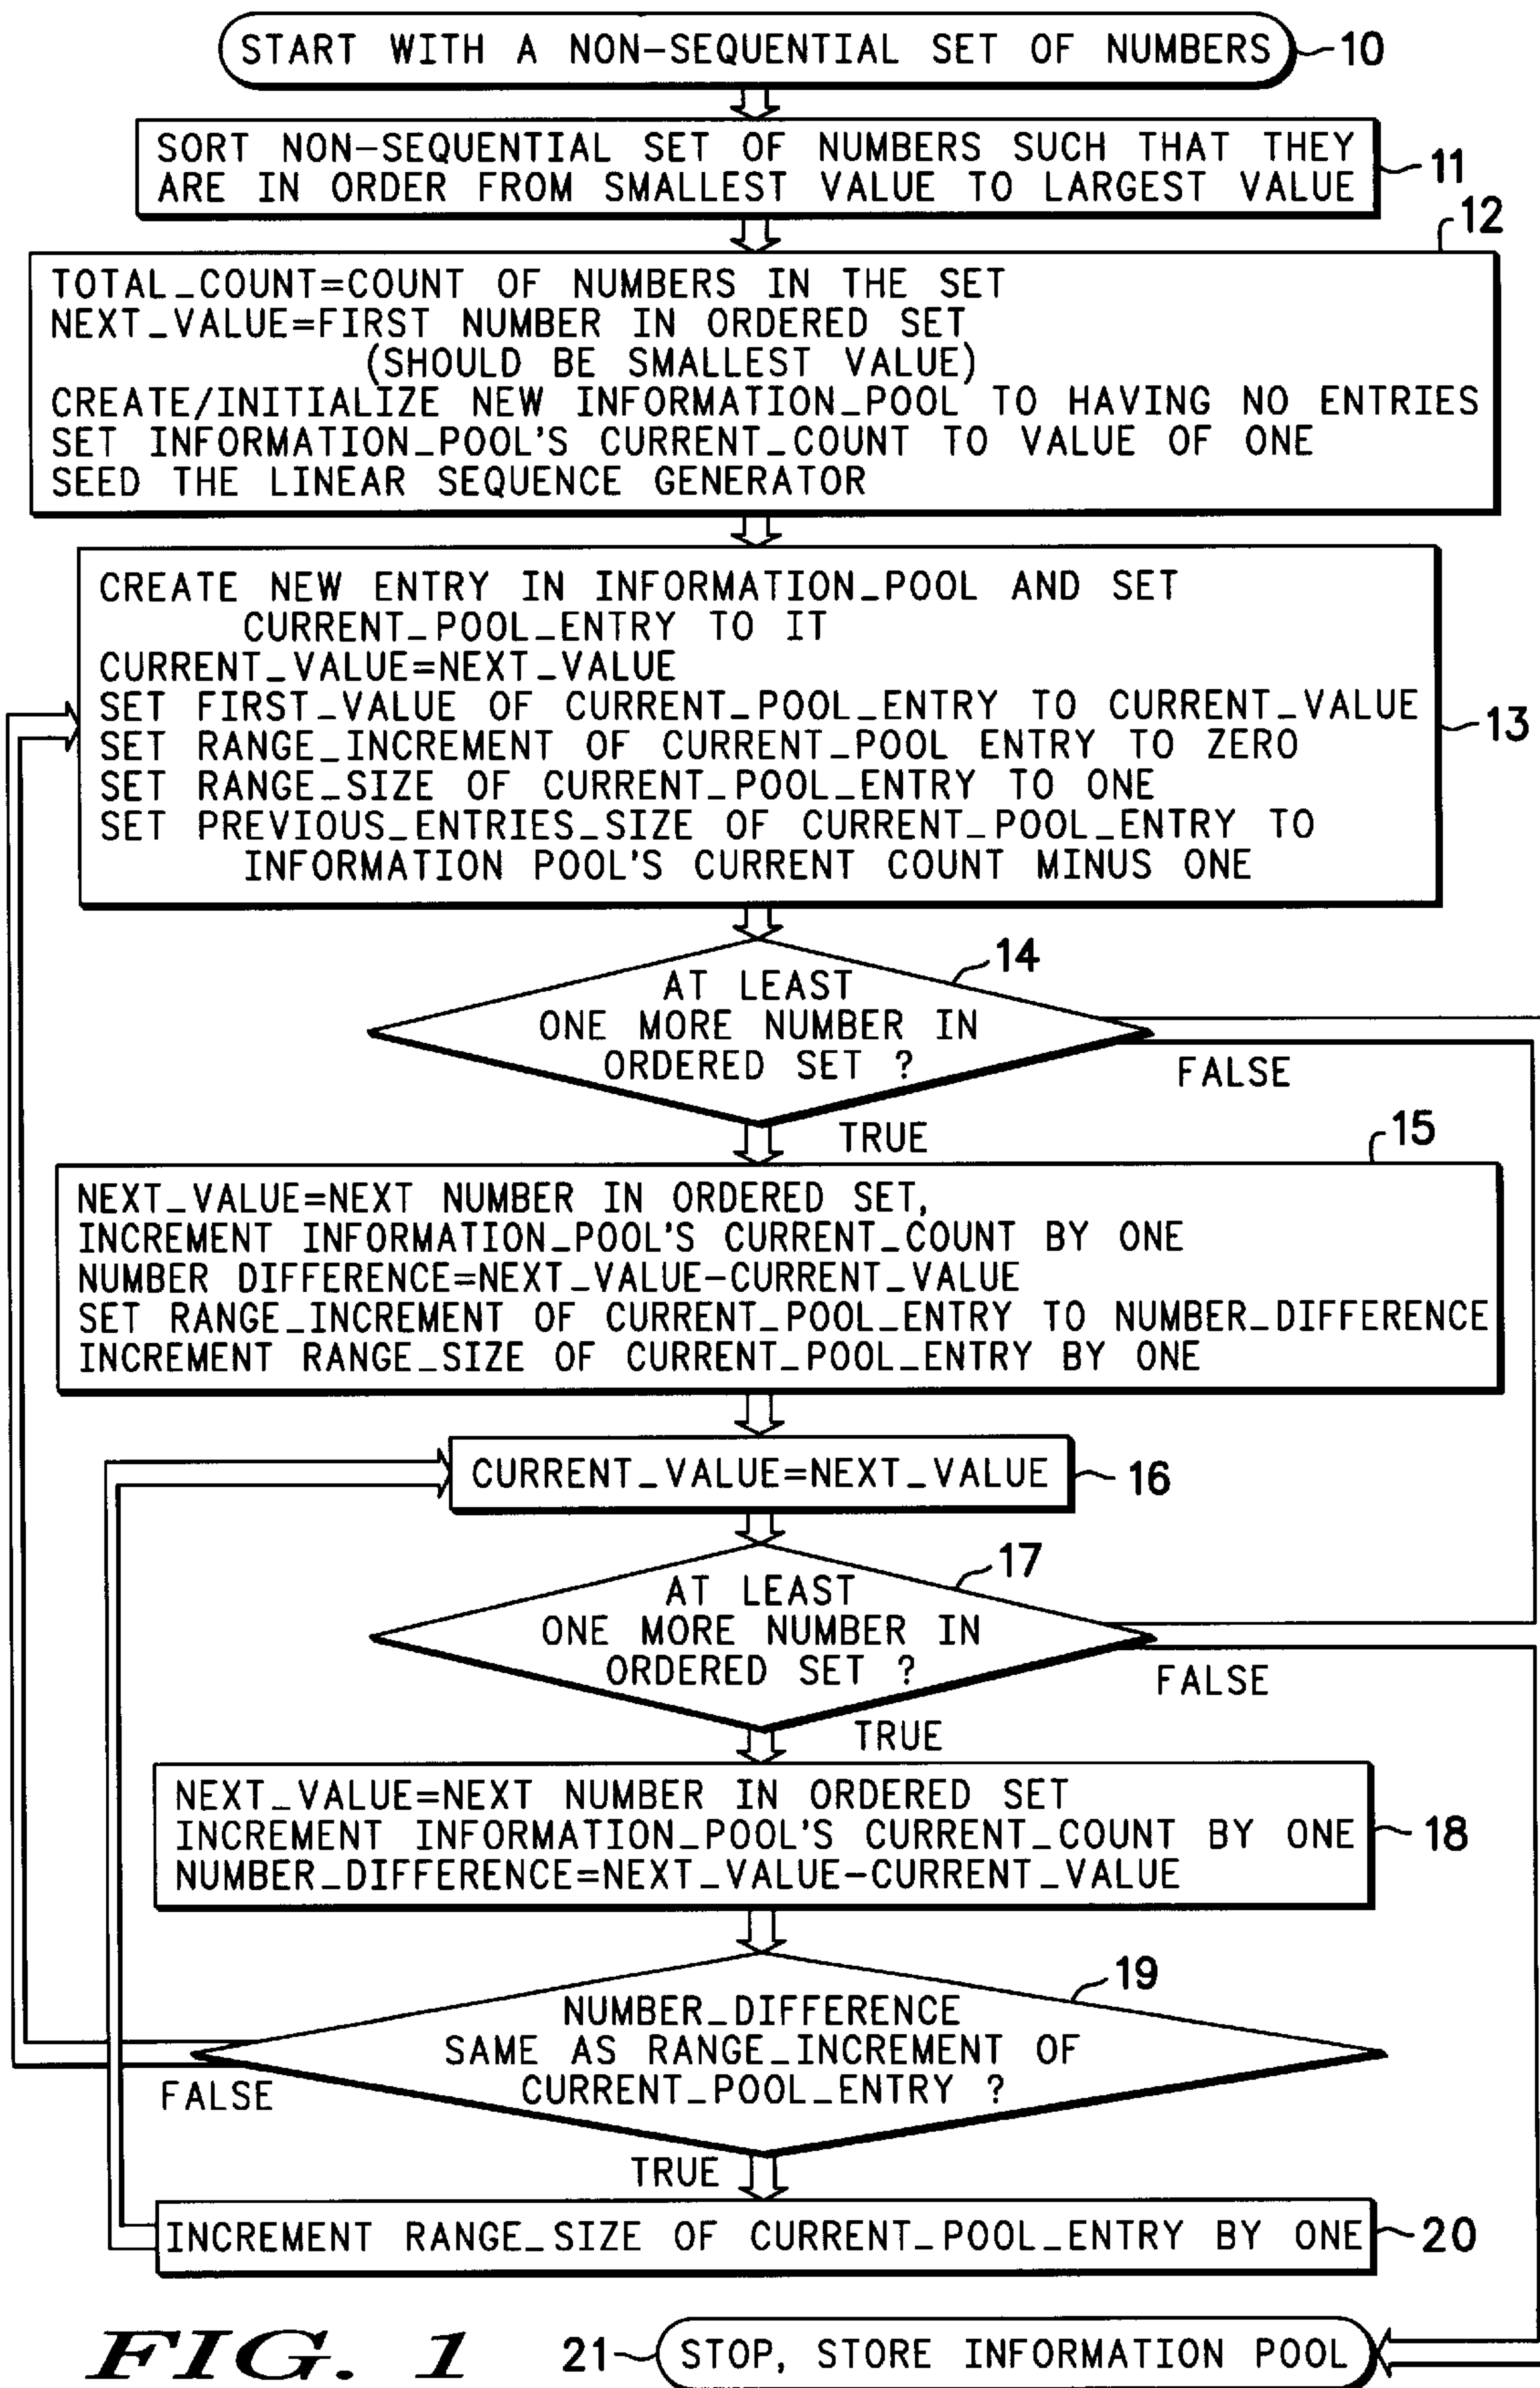 START WITH A NON-SEQUENTIAL SET OF NUMBERS
10
SORT NON-SEQUENTIAL SET OF NUMBERS SUCH THAT THEY
ARE IN ORDER FROM SMALLEST VALUE TO LARGEST VALUE
11
12
TOTAL_COUNT=COUNT OF NUMBERS IN THE SET
NEXT_VALUE=FIRST NUMBER IN ORDERED SET
(SHOULD BE SMALLEST VALUE)
CREATE/INITIALIZE NEW INFORMATION_POOL TO HAVING NO ENTRIES
SET INFORMATION_POOL'S CURRENT_COUNT TO VALUE OF ONE
SEED THE LINEAR SEQUENCE GENERATOR
CREATE NEW ENTRY IN INFORMATION_POOL AND SET
CURRENT_POOL_ENTRY TO IT
CURRENT_VALUE=NEXT_VALUE
SET FIRST_VALUE OF CURRENT_POOL_ENTRY TO CURRENT_VALUE
SET RANGE_INCREMENT OF CURRENT_POOL ENTRY TO ZERO
SET RANGE_SIZE OF CURRENT_POOL_ENTRY TO ONE
SET PREVIOUS_ENTRIES_SIZE OF CURRENT_POOL_ENTRY TO
INFORMATION POOL'S CURRENT COUNT MINUS ONE
13
14
AT LEAST
ONE MORE NUMBER IN
ORDERED SET ?
FALSE
TRUE
15
NEXT_VALUE=NEXT NUMBER IN ORDERED SET,
INCREMENT INFORMATION_POOL'S CURRENT_COUNT BY ONE
NUMBER DIFFERENCE=NEXT_VALUE-CURRENT_VALUE
SET RANGE_INCREMENT OF CURRENT_POOL_ENTRY TO NUMBER_DIFFERENCE
INCREMENT RANGE_SIZE OF CURRENT_POOL_ENTRY BY ONE
CURRENT_VALUE=NEXT_VALUE
16
17
AT LEAST
ONE MORE NUMBER IN
ORDERED SET ?
FALSE
TRUE
NEXT_VALUE=NEXT NUMBER IN ORDERED SET
INCREMENT INFORMATION_POOL'S CURRENT_COUNT BY ONE
NUMBER_DIFFERENCE=NEXT_VALUE-CURRENT_VALUE
18
19
NUMBER_DIFFERENCE
SAME AS RANGE_INCREMENT OF
CURRENT_POOL_ENTRY ?
FALSE
TRUE
INCREMENT RANGE_SIZE OF CURRENT_POOL_ENTRY BY ONE
20
FIG. 1
21
STOP, STORE INFORMATION POOL